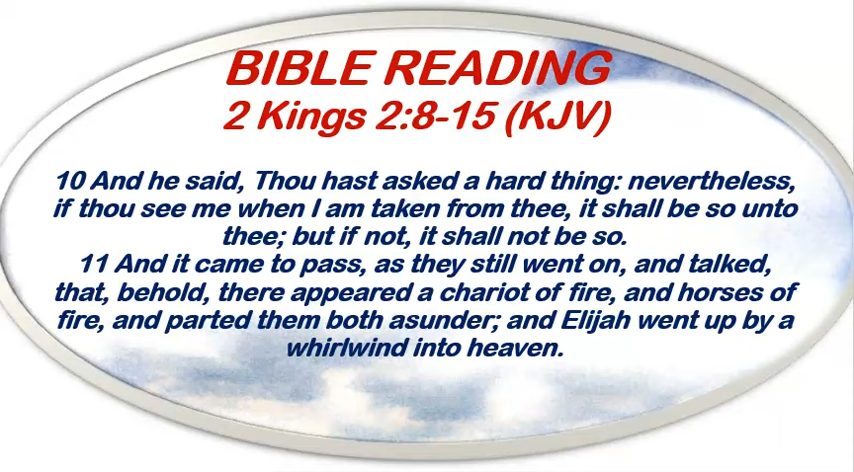 BIBLE READING
2 Kings 2:8-15 (KJV)
10 And he said, Thou hast asked a hard thing: nevertheless,
if thou see me when I am taken from thee, it shall be so unto
thee; but if not, it shall not be so.
11 And it came to pass, as they still went on, and talked,
that, behold, there appeared a chariot of fire, and horses of
fire, and parted them both asunder; and Elijah went up by a
whirlwind into heaven.